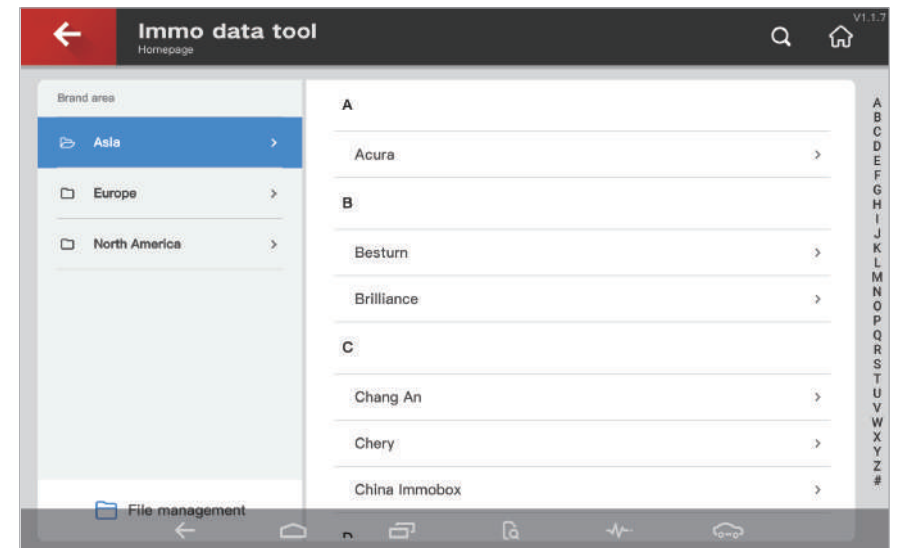 Immo data tool
Homepage
V1.1.7
Brand area
Asia
Europe
North America
File management
A
Acura
B
Besturn
Brilliance
C
Chang An
Chery
China Immobox
D
A
B
C
D
E
F
G
H
I
J
K
L
M
N
O
P
Q
R
S
T
U
V
W
X
Y
Z
#